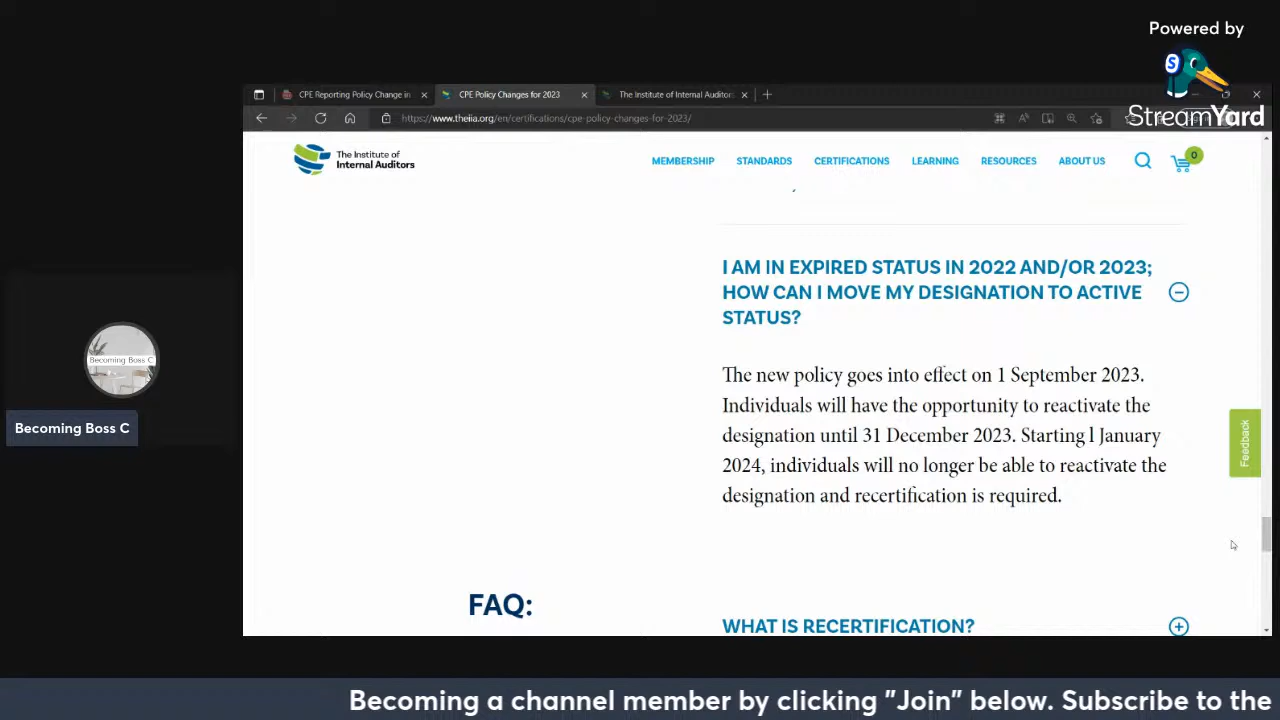 Powered by
S
StreamYard
CPE Reporting Policy Change in
CPE Policy Changes for 2023
The Institute of Internal Auditors
https://www.theiia.org/en/certifications/cpe-policy-changes-for-2023/
The Institute of
Internal Auditors
MEMBERSHIP STANDARDS CERTIFICATIONS LEARNING RESOURCES ABOUT US
0
I AM IN EXPIRED STATUS IN 2022 AND/OR 2023;
HOW CAN I MOVE MY DESIGNATION TO ACTIVE
STATUS?
The new policy goes into effect on 1 September 2023.
Individuals will have the opportunity to reactivate the
designation until 31 December 2023. Starting l January
2024, individuals will no longer be able to reactivate the
designation and recertification is required.
Feedback
Becoming Boss C
Becoming Boss C
FAQ:
WHAT IS RECERTIFICATION?
Becoming a channel member by clicking "Join" below. Subscribe to the